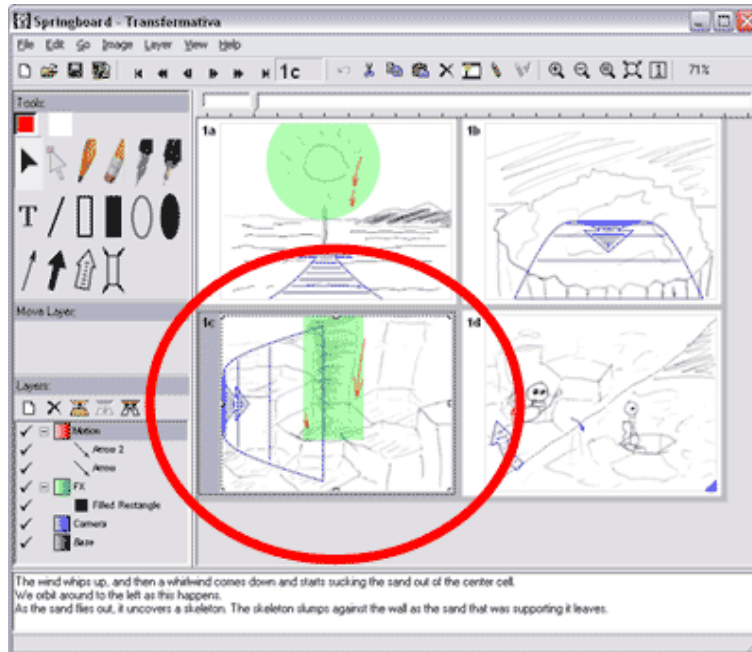 Springboard - Transformativa
File Edit Go Image Layer View Help
1c
71%
Tools:
T
1a
1b
Move Layer:
1c
1d
Layers:
Motion
Arrow 2
Arrow
FX
Filled Rectangle
Camera
Base
The wind whips up, and then a whirlwind comes down and starts sucking the sand out of the center cell.
We orbit around to the left as this happens.
As the sand flies out, it uncovers a skeleton. The skeleton slumps against the wall as the sand that was supporting it leaves.